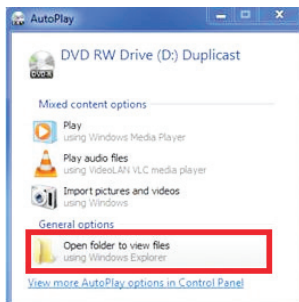 AutoPlay
DVD RW Drive (D:) Duplicast
DVD-R
Mixed content options
Play
using Windows Media Player
Play audio files
using VideoLAN VLC media player
Import pictures and videos
using Windows
General options
Open folder to view files
using Windows Explorer
View more AutoPlay options in Control Panel